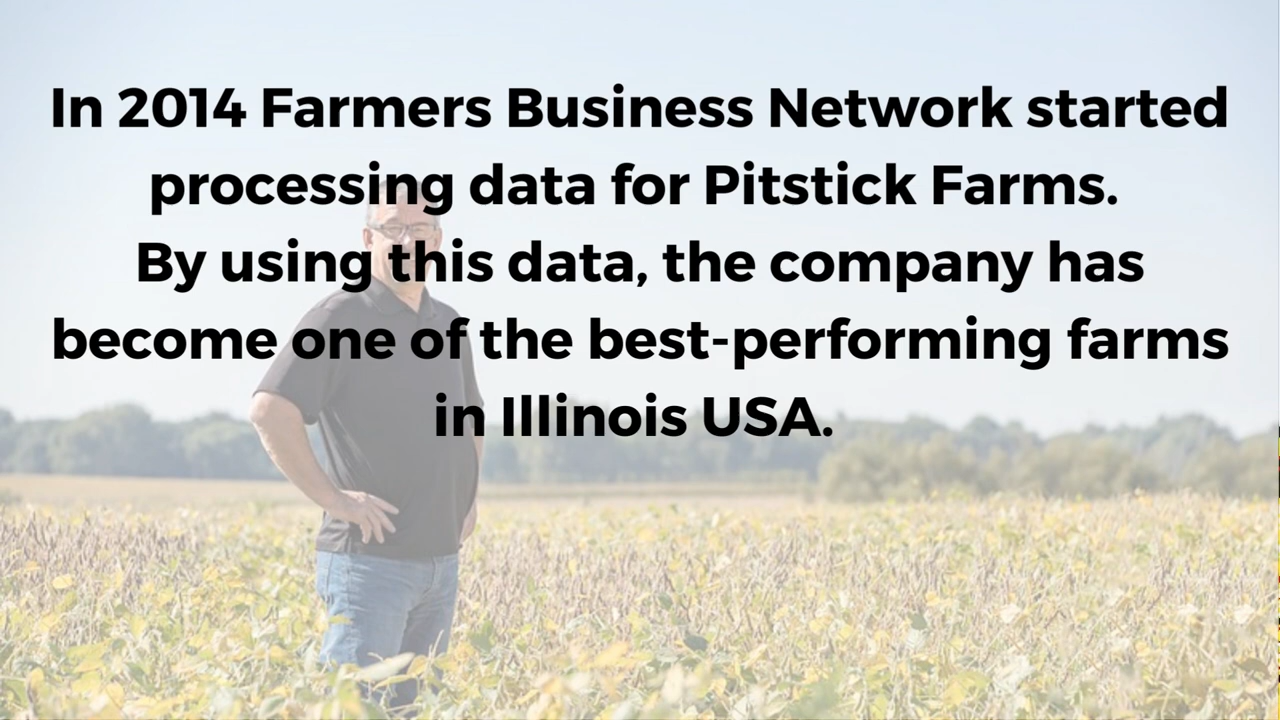 In 2014 Farmers Business Network started
processing data for Pitstick Farms.
By using this data, the company has
become one of the best-performing farms
in Illinois USA.